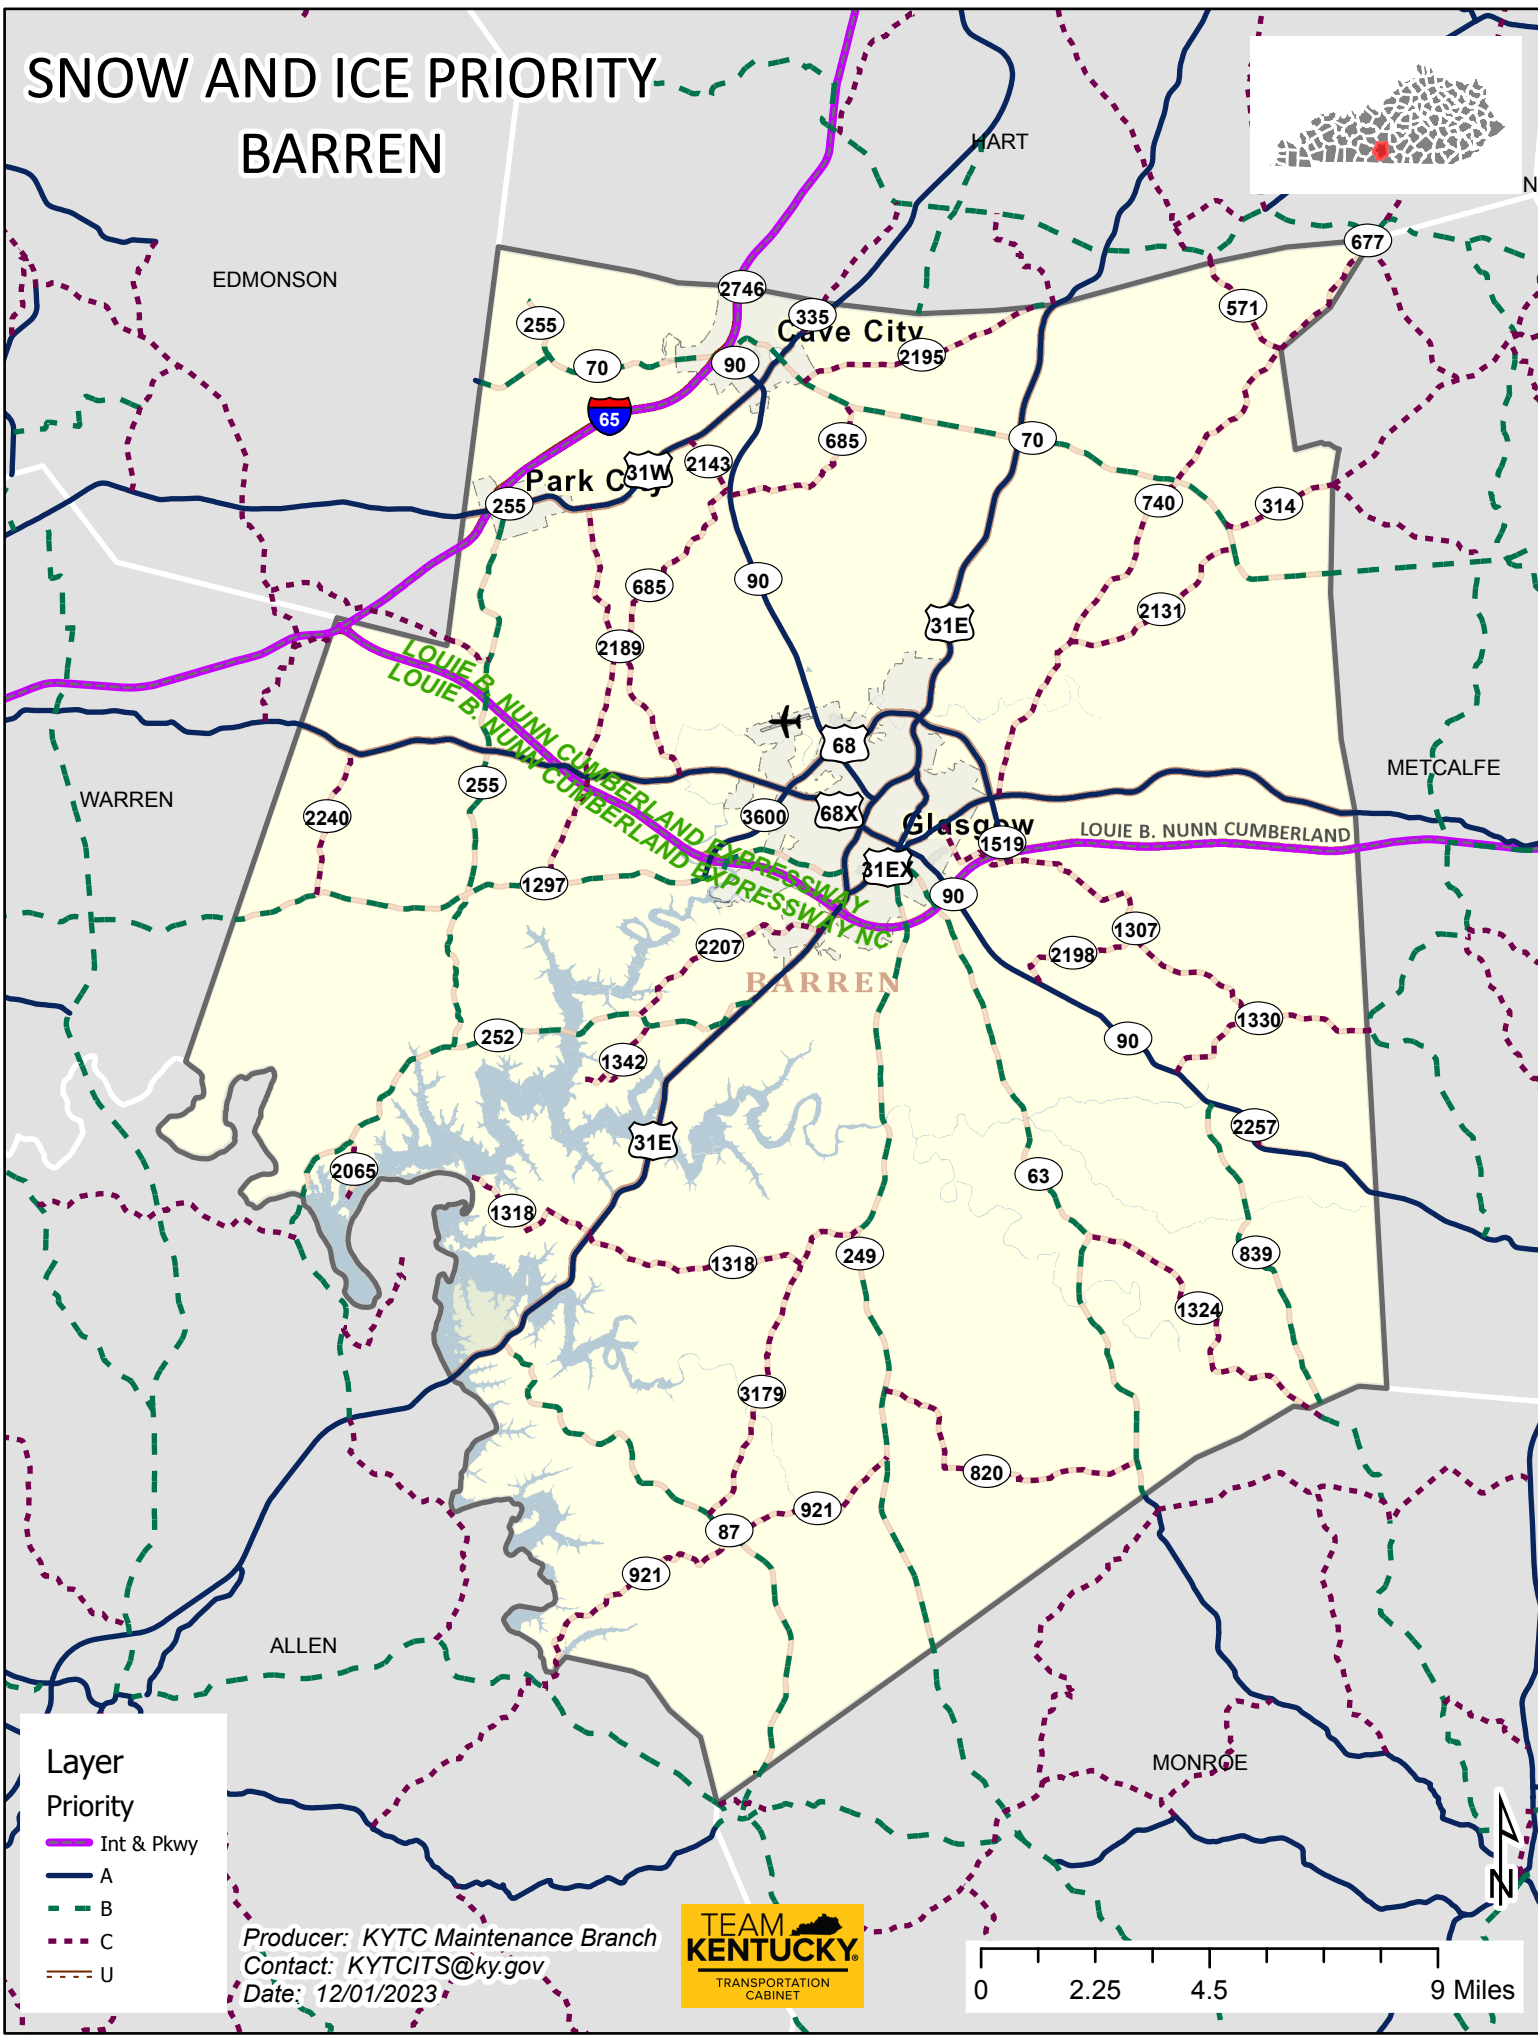 SNOW AND ICE PRIORITY
BARREN
HART
N
677
EDMONSON
2746
571
335
255
Cave City
2195
70
90
65
685
70
31W
2143
Park City
255
740
314
90
685
2131
31E
2189
LOUIE B. NUNN CUMBERLAND EXPRESSWAY
LOUIE B. NUNN CUMBERLAND EXPRESSWAY NC
68
METCALFE
255
WARREN
2240
3600
68X
Glasgow
LOUIE B. NUNN CUMBERLAND
1519
31EX
1297
90
1307
2207
2198
BARREN
1330
252
90
1342
2257
31E
2065
63
1318
249
839
1318
1324
3179
820
921
87
921
ALLEN
MONROE
Layer
Priority
Int & Pkwy
A
B
C
U
Producer: KYTC Maintenance Branch
Contact: KYTCITS@ky.gov
Date: 12/01/2023
TEAM
KENTUCKY®
TRANSPORTATION
CABINET
N
0 2.25 4.5 9 Miles